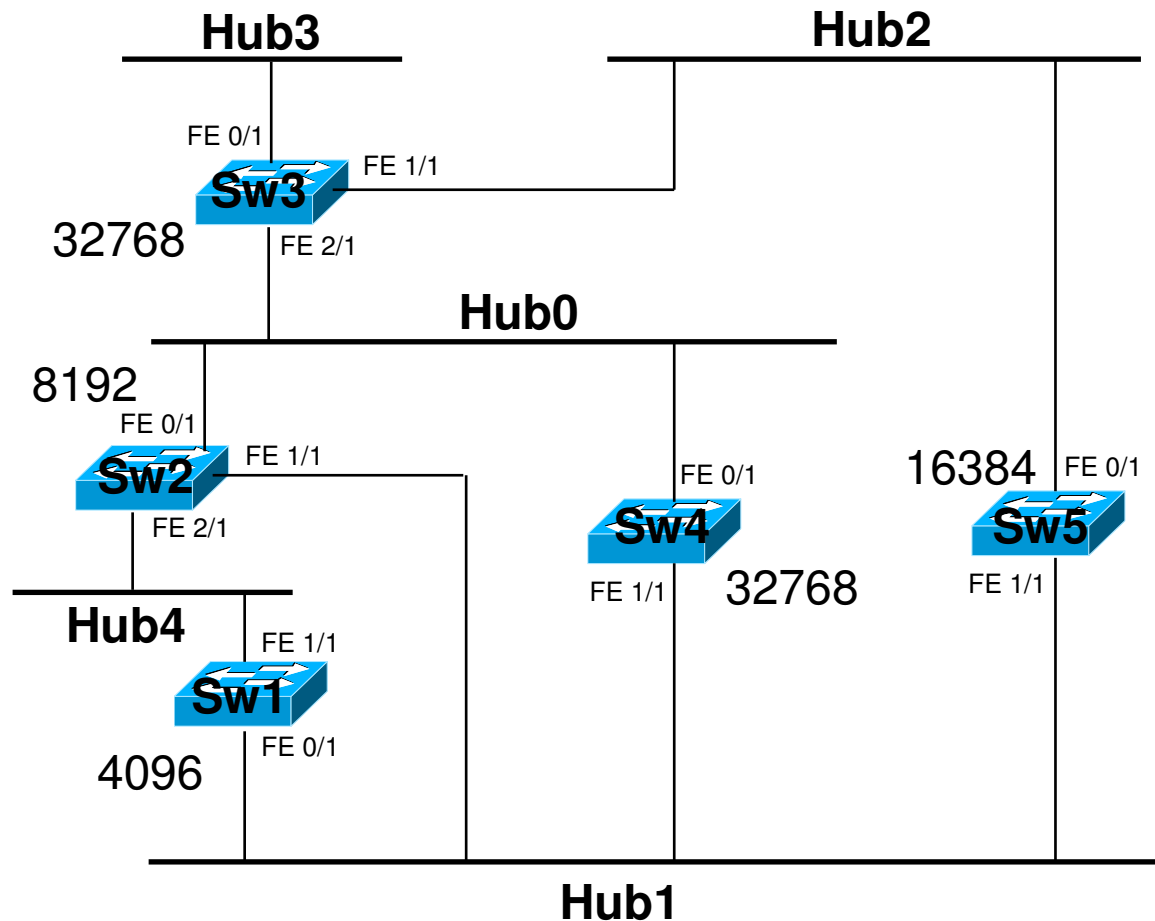 Hub3
Hub2
FE 0/1
FE 1/1
Sw3
32768
FE 2/1
Hub0
8192
FE 0/1
FE 1/1
Sw2
FE 2/1
FE 0/1
Sw4
FE 1/1
32768
16384
FE 0/1
Sw5
FE 1/1
Hub4
FE 1/1
Sw1
FE 0/1
4096
Hub1